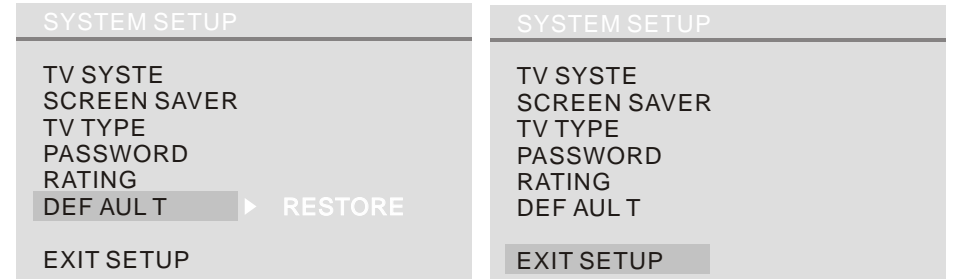 SYSTEM SETUP
TV SYSTE
SCREEN SAVER
TV TYPE
PASSWORD
RATING
DEF AUL T RESTORE
EXIT SETUP
SYSTEM SETUP
TV SYSTE
SCREEN SAVER
TV TYPE
PASSWORD
RATING
DEF AUL T
EXIT SETUP